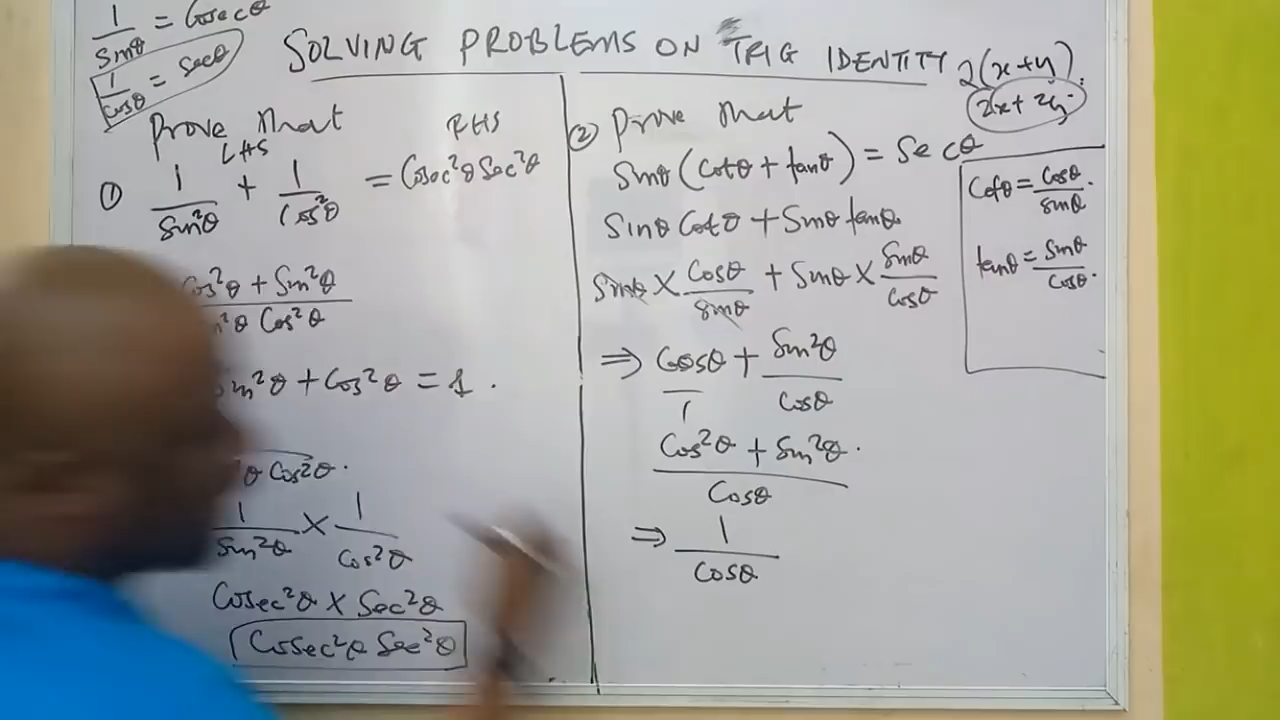 1/sinθ = Cosecθ
1/cosθ = secθ
SOLVING PROBLEMS ON TRIG IDENTITY
2(x+y).
2x+2y.
Prove that
LHS
RHS
① 1/Sin²θ + 1/Cos²θ = Cosec²θ Sec²θ
Cos²θ + Sin²θ
θ Cos²θ
Sin²θ + Cos²θ = 1.
θ Cos²θ.
1/Sin²θ × 1/Cos²θ
Cosec²θ × Sec²θ
Cosec²θ Sec²θ
② Prove that
Sinθ(Cotθ + tanθ) = Secθ
Sinθ Cotθ + Sinθ tanθ
Sinθ × Cosθ/Sinθ + Sinθ × Sinθ/Cosθ
⇒ Cosθ/1 + Sin²θ/Cosθ
Cos²θ + Sin²θ.
Cosθ
⇒ 1/Cosθ
Cotθ = Cosθ/Sinθ.
tanθ = Sinθ/Cosθ.